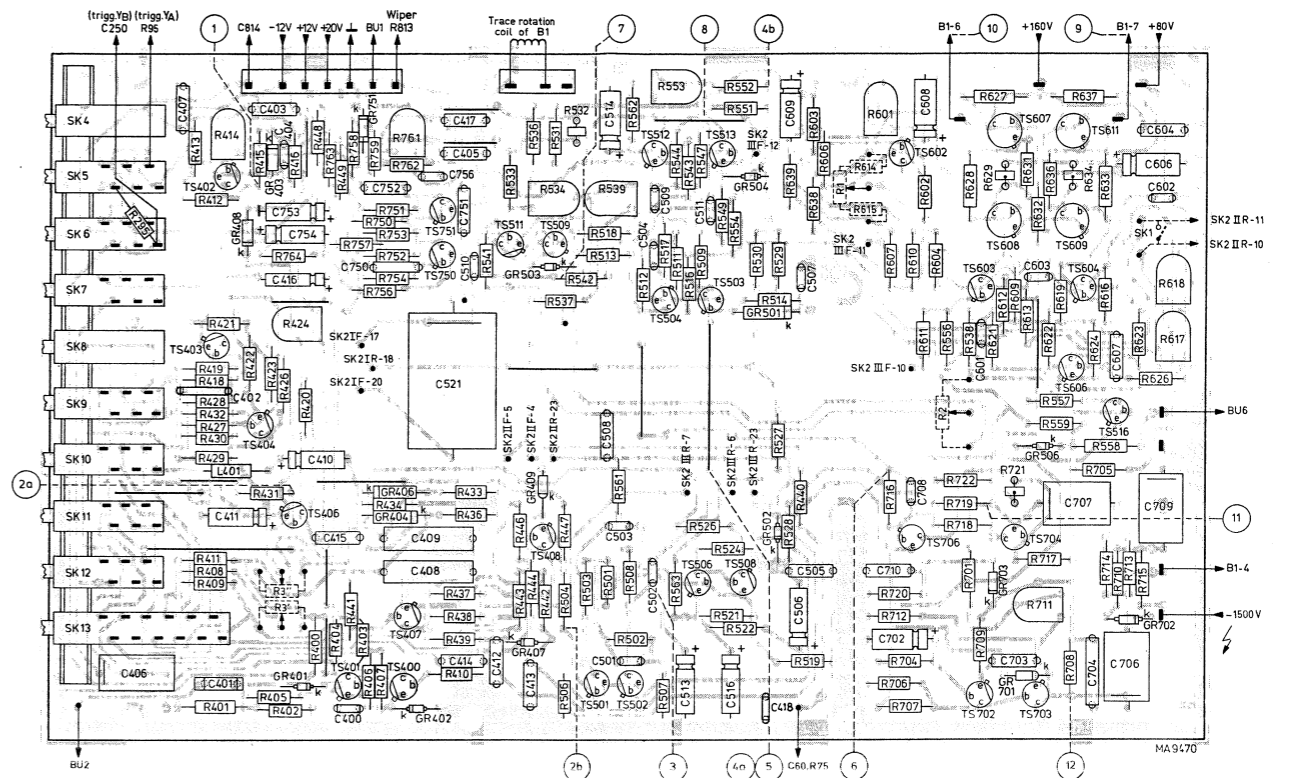 (trigg.YB) (trigg.YA)
C250 R95
1
C814 -12V +12V +20V ⊥ BU1 Wiper R813
Trace rotation
coil of B1
7
8
4b
B1-6
10
+160V
9
B1-7
+80V
SK4
SK5
SK6
SK7
SK8
SK9
SK10
SK11
SK12
SK13
R795
C407
R413
R414
C403
C404
R415
GR403
R416
R448
R763
R449
R758
GR751
R759
R761
R762
C417
C405
C756
TS402
R412
GR408
C753
C754
R764
C416
C752
R751
R750
R753
R757
R752
C750
R754
R756
TS751
C751
TS750
C510
R541
R533
R536
R531
R532
R534
TS511
TS509
GR503
R542
R537
R539
R518
R513
C514
R562
R553
R552
R551
TS512
R544
R543
R547
TS513
SK2
IIIF-12
GR504
C509
C511
R549
R554
C504
R517
R511
R516
R509
R512
TS504
TS503
R530
R529
R514
GR501
C507
C609
R603
R606
R639
R638
R1
R614
R615
SK2
IIIF-11
R601
C608
TS602
R602
R607
R610
R604
R627
R637
TS607
TS611
C604
C606
C602
R628
R629
R631
R636
R634
R633
R632
TS608
TS609
SK1
SK2 IIR-11
SK2 IIR-10
R618
R617
TS603
C603
TS604
R612
R609
R613
R619
R616
R611
R556
R538
C601
R621
R622
R624
C607
R623
TS606
R626
SK2 IIIF-10
R2
R557
R559
TS516
BU6
GR506
R558
R421
R424
TS403
R419
R418
C402
R428
R432
R427
R430
R429
L401
R422
R423
R426
R420
TS404
C410
SK2IF-17
SK2IR-18
SK2IF-20
C521
SK2IIF-5
SK2IIF-4
SK2IIR-23
C508
SK2 IIIR-7
SK2 IIIR-6
SK2 IIIR-23
R527
2a
R431
C411
TS406
GR406
R434
GR404
R433
R436
GR409
R561
R440
R716
C708
R722
R719
R718
R721
R705
C707
C709
11
C415
C409
C408
R446
R447
TS408
C503
R526
R524
GR502
R528
TS706
TS704
R717
R714
R710
R713
R715
B1-4
R411
R408
R409
R3
R3
R437
R438
R439
R443
R444
R442
R504
R503
R501
R508
C502
R563
TS506
TS508
R521
R522
C505
C506
C710
R720
R712
C702
R701
GR703
R711
GR702
-1500V
R400
R404
R441
R403
TS407
C414
R410
C412
GR407
C413
R506
R502
C501
TS501
TS502
R507
C513
C516
C418
R519
R704
R706
R707
R709
C703
GR701
R708
C704
C706
TS702
TS703
C406
C401
R401
GR401
R405
R402
TS401
R406
R407
TS400
C400
GR402
BU2
2b
3
4a
5
C60,R75
6
12
MA9470